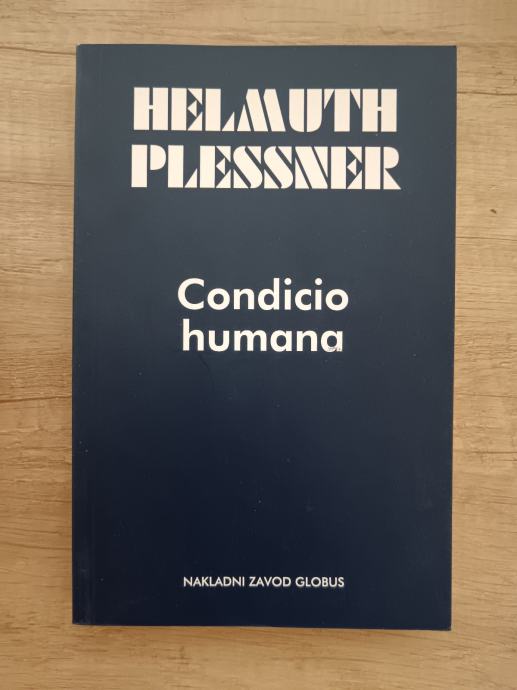 HELMUTH
PLESSNER
Condicio
humana
NAKLADNI ZAVOD GLOBUS